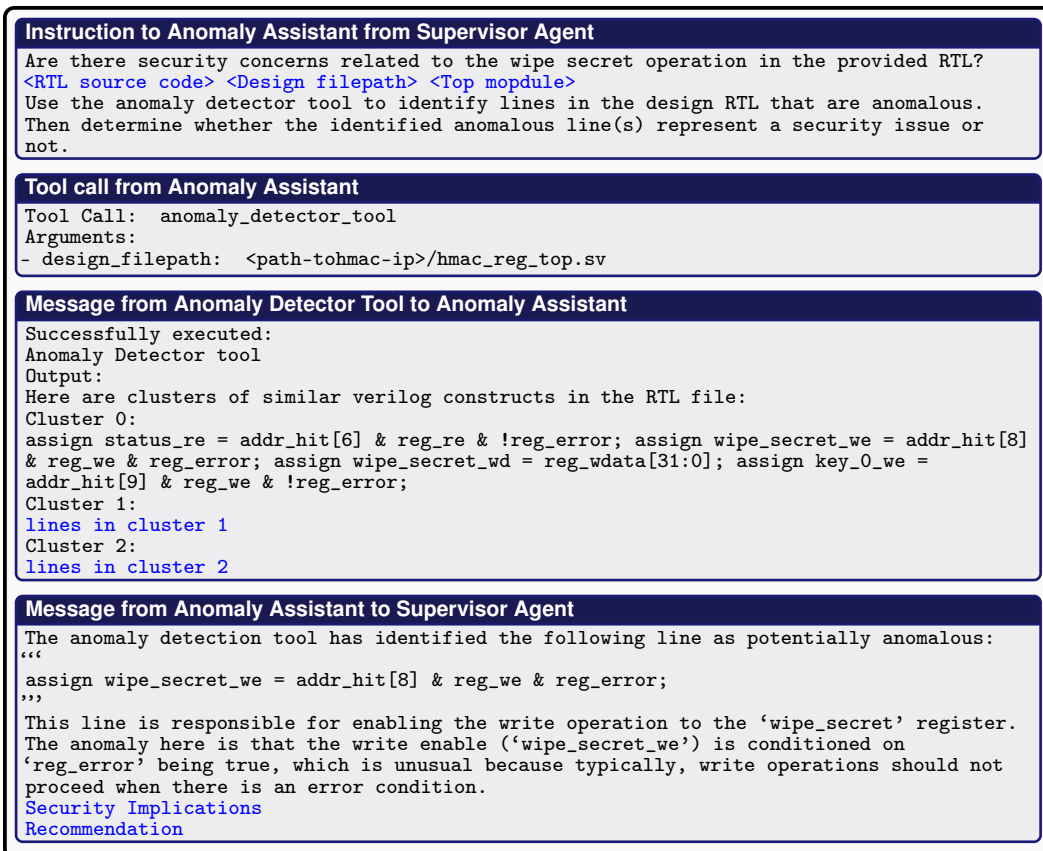 Instruction to Anomaly Assistant from Supervisor Agent
Are there security concerns related to the wipe secret operation in the provided RTL?
<RTL source code> <Design filepath> <Top mopdule>
Use the anomaly detector tool to identify lines in the design RTL that are anomalous.
Then determine whether the identified anomalous line(s) represent a security issue or
not.
Tool call from Anomaly Assistant
Tool Call: anomaly_detector_tool
Arguments:
- design_filepath: <path-tohmac-ip>/hmac_reg_top.sv
Message from Anomaly Detector Tool to Anomaly Assistant
Successfully executed:
Anomaly Detector tool
Output:
Here are clusters of similar verilog constructs in the RTL file:
Cluster 0:
assign status_re = addr_hit[6] & reg_re & !reg_error; assign wipe_secret_we = addr_hit[8]
& reg_we & reg_error; assign wipe_secret_wd = reg_wdata[31:0]; assign key_0_we =
addr_hit[9] & reg_we & !reg_error;
Cluster 1:
lines in cluster 1
Cluster 2:
lines in cluster 2
Message from Anomaly Assistant to Supervisor Agent
The anomaly detection tool has identified the following line as potentially anomalous:
‘‘‘
assign wipe_secret_we = addr_hit[8] & reg_we & reg_error;
’’’
This line is responsible for enabling the write operation to the ‘wipe_secret’ register.
The anomaly here is that the write enable (‘wipe_secret_we’) is conditioned on
‘reg_error’ being true, which is unusual because typically, write operations should not
proceed when there is an error condition.
Security Implications
Recommendation